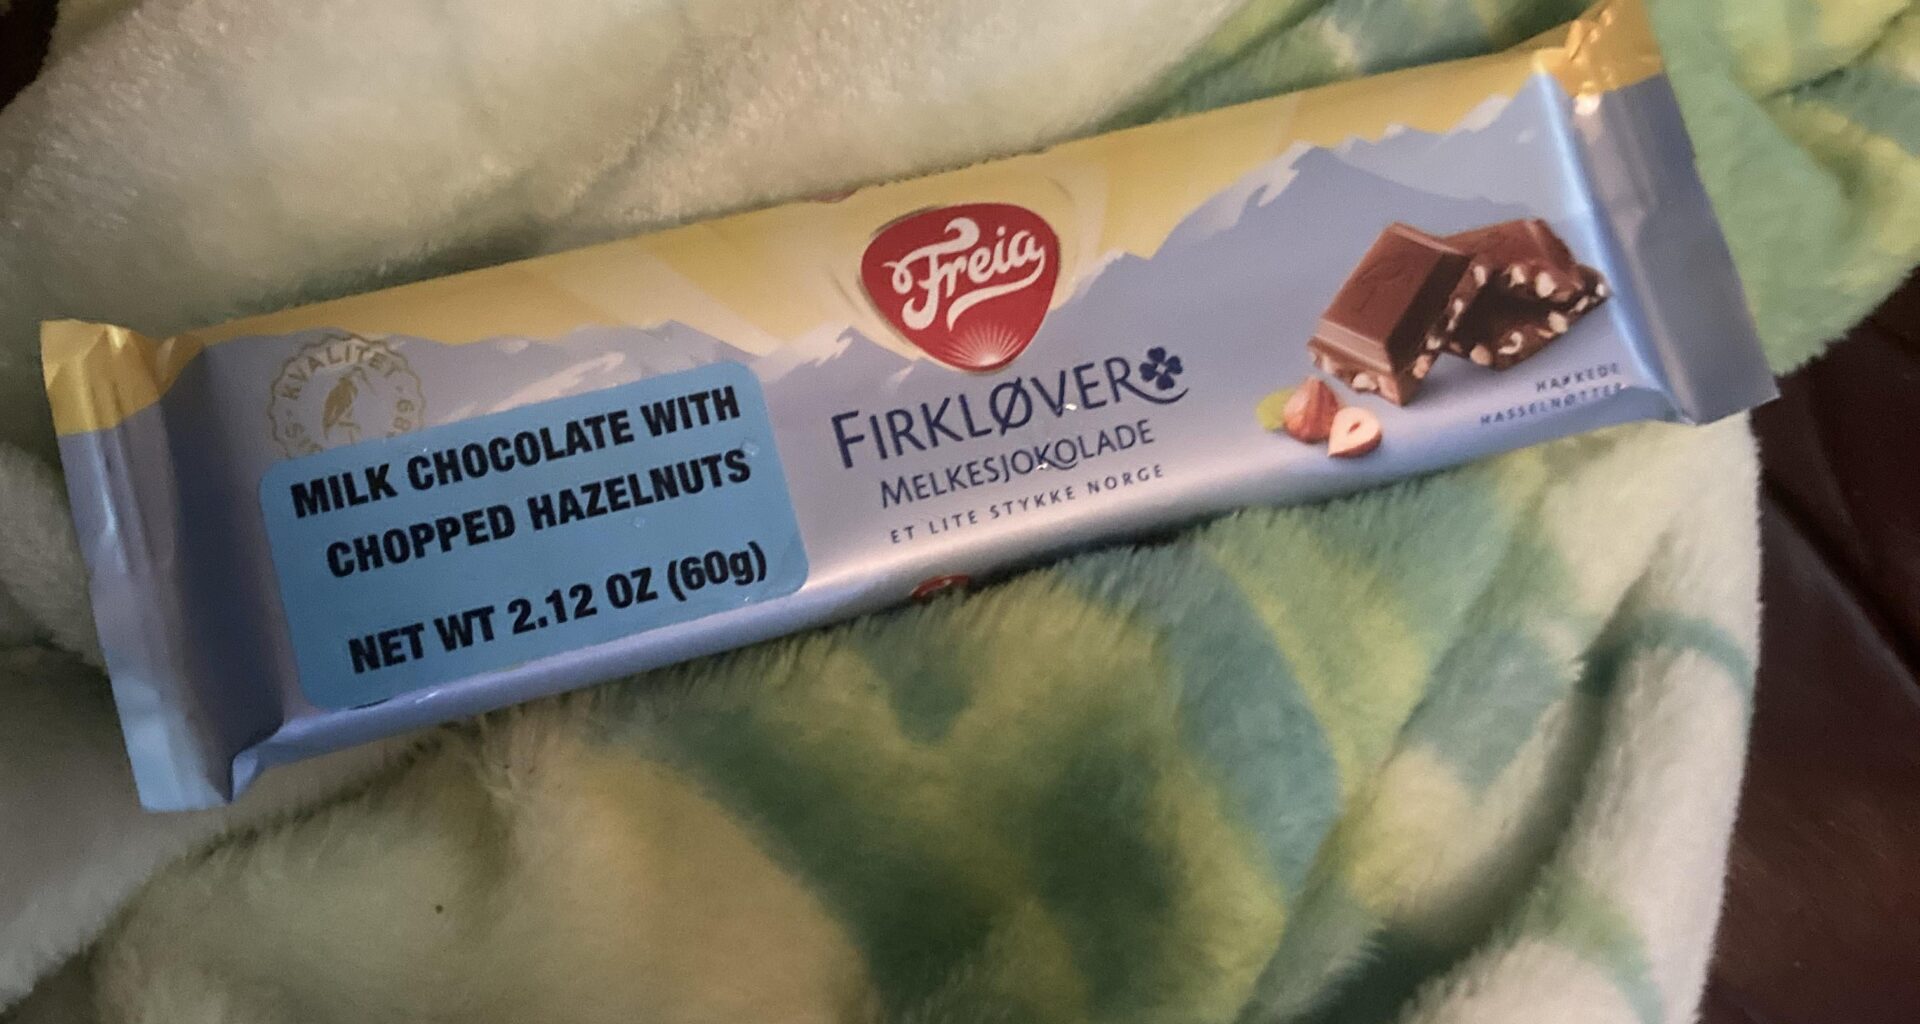 KVALITET
MILK CHOCOLATE WITH
CHOPPED HAZELNUTS
NET WT 2.12 OZ (60g)
Freia
FIRKLØVER
MELKESJOKOLADE
ET LITE STYKKE NORGE
HAKKEDE
HASSELNØTTER